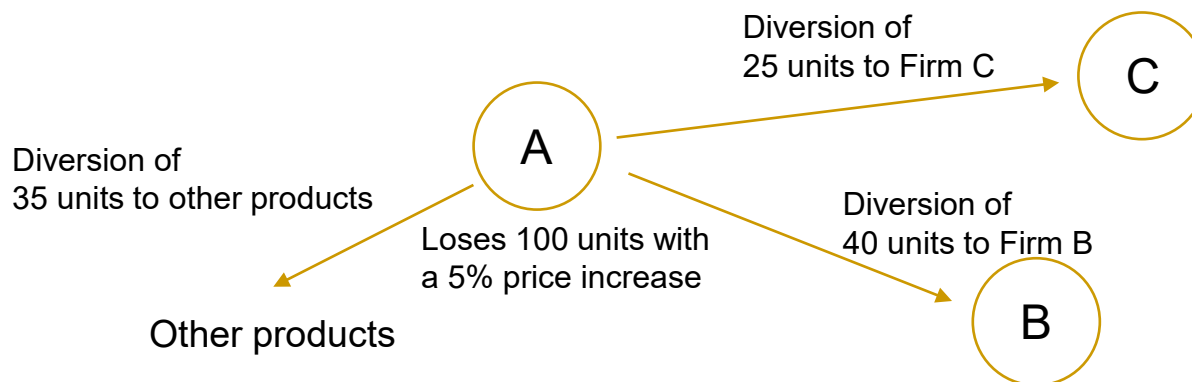 Diversion of
25 units to Firm C
C
A
Diversion of
35 units to other products
Diversion of
40 units to Firm B
Loses 100 units with
a 5% price increase
B
Other products